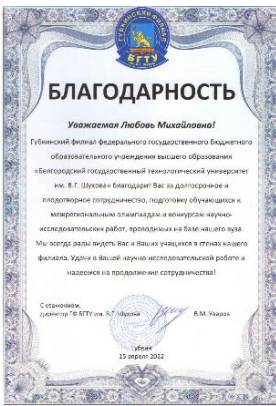 ГУБКИНСКИЙ ФИЛИАЛ
БГТУ
БЛАГОДАРНОСТЬ
Уважаемая Любовь Михайловна!
Губкинский филиал федерального государственного бюджетного
образовательного учреждения высшего образования
«Белгородский государственный технологический университет
им. В.Г. Шухова» благодарит Вас за долгосрочное и
плодотворное сотрудничество, подготовку обучающихся к
межрегиональным олимпиадам и конкурсам научно-
исследовательских работ, проводимых на базе нашего вуза.
Мы всегда рады видеть Вас и Ваших учащихся в стенах нашего
филиала. Удачи в Вашей научно-исследовательской работе и
надеемся на продолжение сотрудничества!
С уважением,
директор ГФ БГТУ им. В.Г. Шухова В.М. Уваров
Губкин
15 апреля 2022